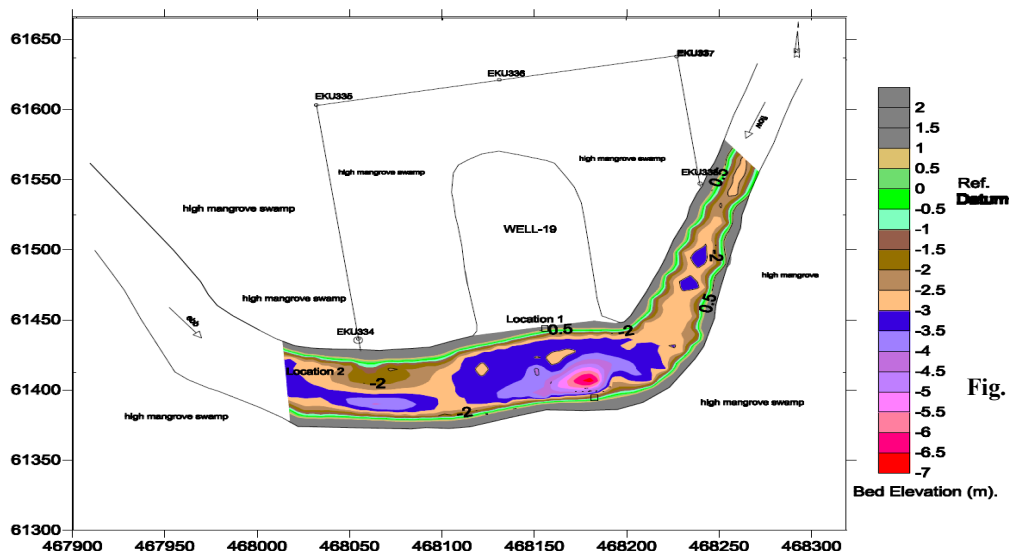 61650
61600
61550
61500
61450
61400
61350
61300
467900 467950 468000 468050 468100 468150 468200 468250 468300
EKU335
EKU336
EKU337
flow
high mangrove swamp
high mangrove swamp
0.5
high mangrove swamp
WELL-19
-2
high mangrove
high mangrove swamp
0.5
ebb
Location 1
0.5
-2
EKU334
Location 2
-2
2
high mangrove swamp
high mangrove swamp
2
1.5
1
0.5
0
-0.5
-1
-1.5
-2
-2.5
-3
-3.5
-4
-4.5
-5
-5.5
-6
-6.5
-7
Ref.
Datum
Bed Elevation (m).
Fig.